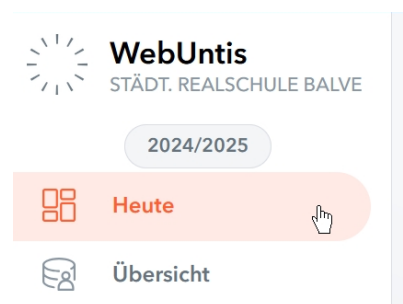 WebUntis
STÄDT. REALSCHULE BALVE
2024/2025
Heute
Übersicht